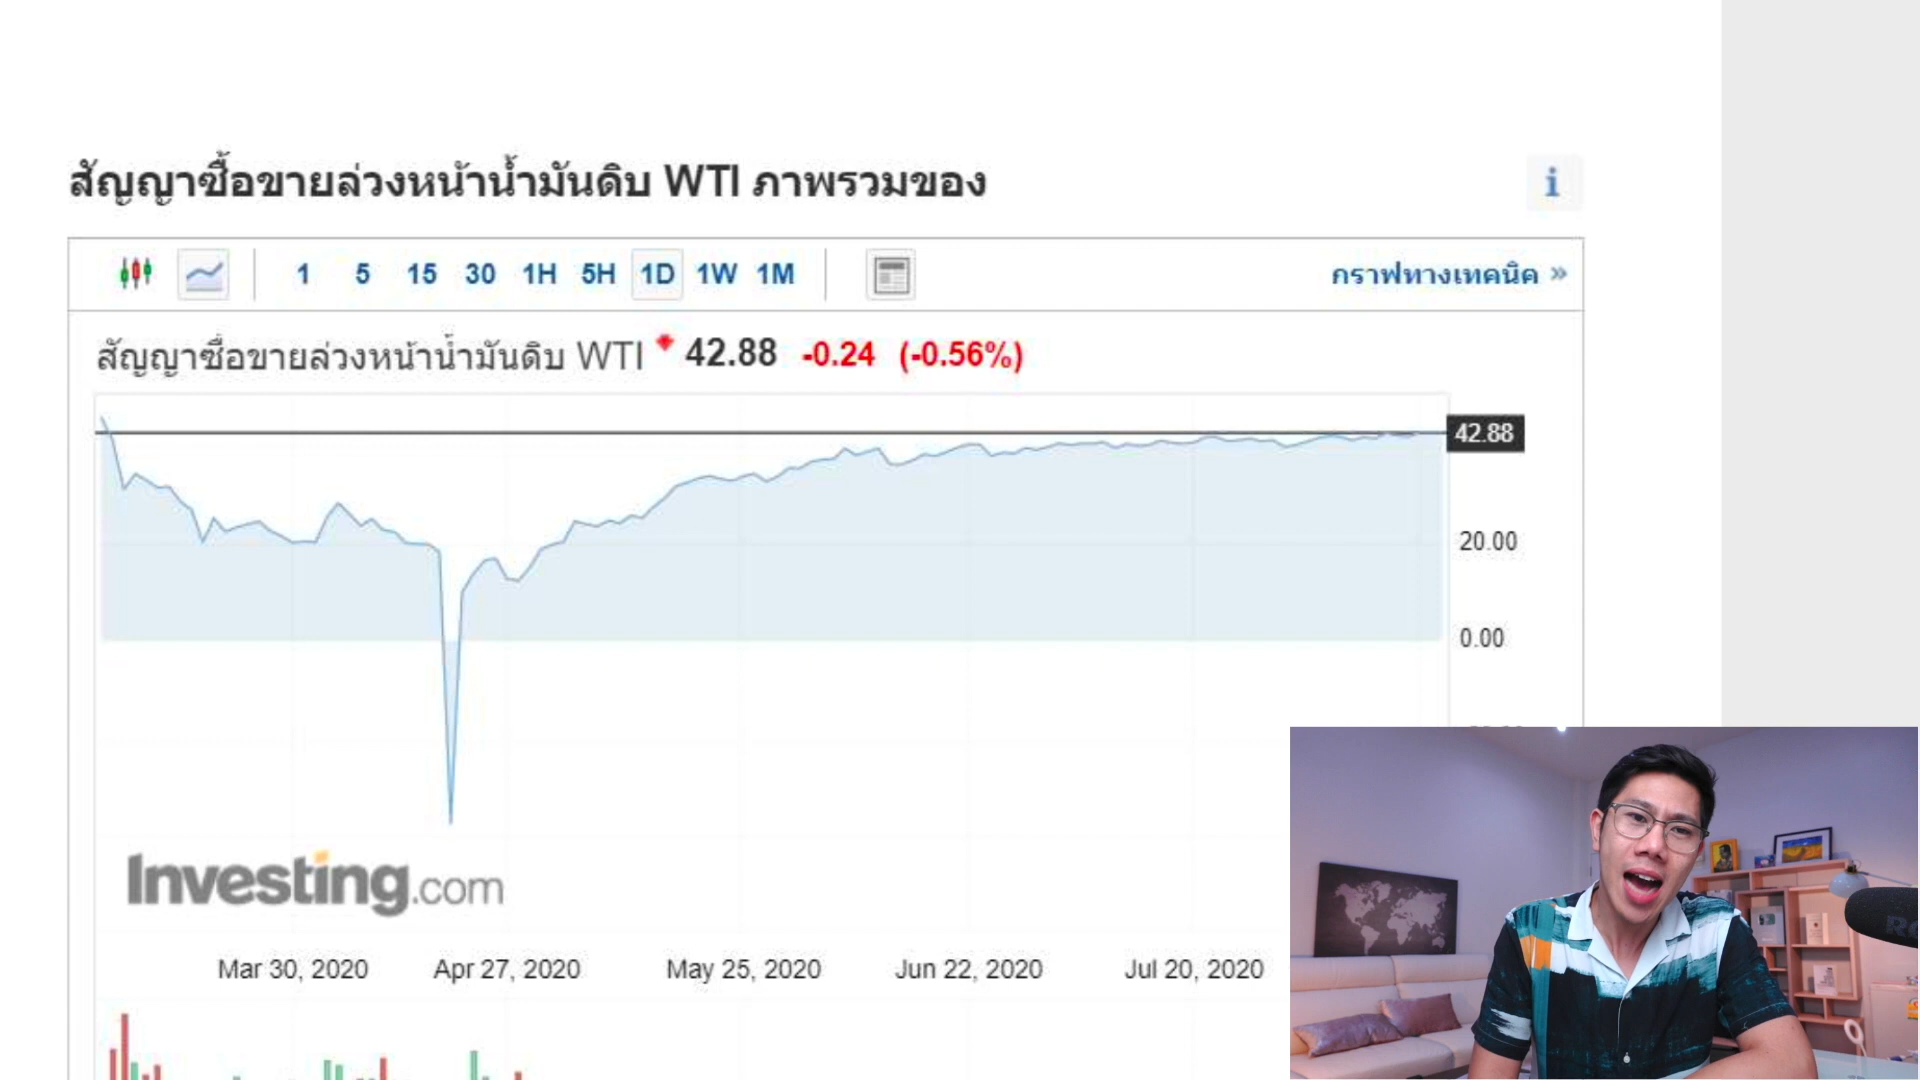 สัญญาซื้อขายล่วงหน้าน้ำมันดิบ WTI ภาพรวมของ
i
1 5 15 30 1H 5H 1D 1W 1M
กราฟทางเทคนิค »
สัญญาซื้อขายล่วงหน้าน้ำมันดิบ WTI 42.88 -0.24 (-0.56%)
42.88
20.00
0.00
Investing.com
Mar 30, 2020 Apr 27, 2020 May 25, 2020 Jun 22, 2020 Jul 20, 2020